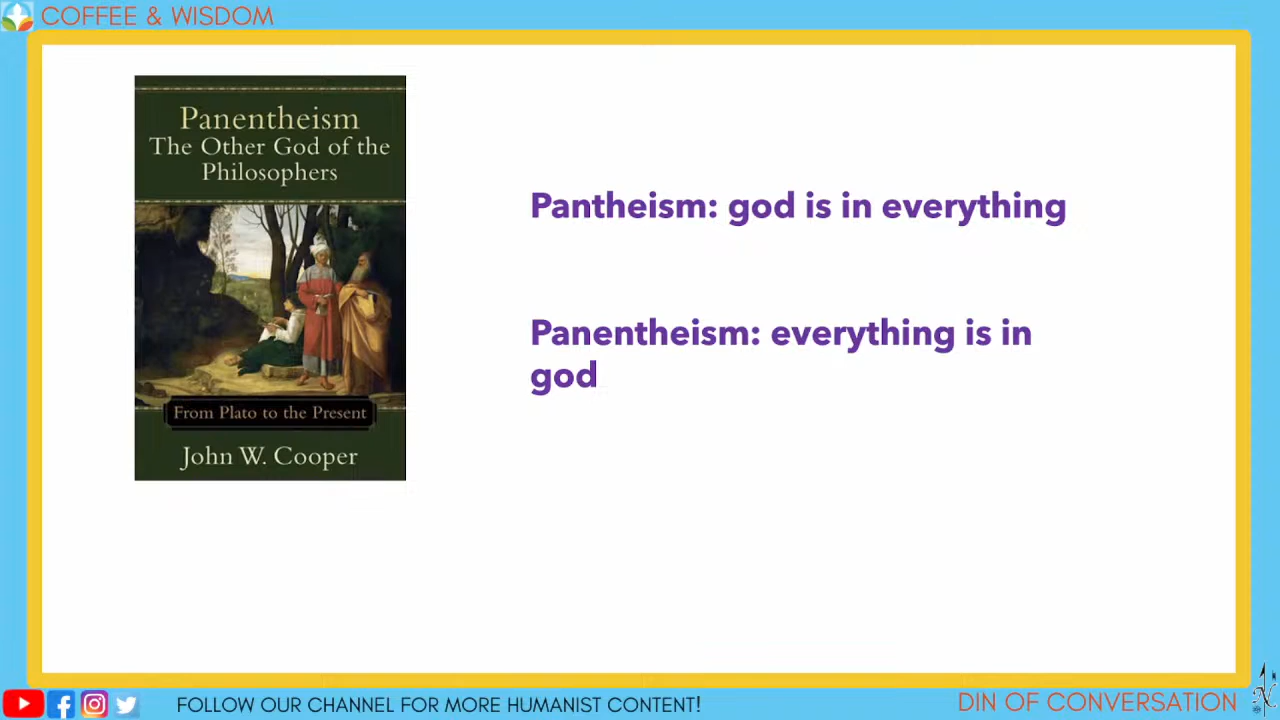 COFFEE & WISDOM
Panentheism
The Other God of the
Philosophers
From Plato to the Present
John W. Cooper
Pantheism: god is in everything
Panentheism: everything is in
god
FOLLOW OUR CHANNEL FOR MORE HUMANIST CONTENT!
DIN OF CONVERSATION